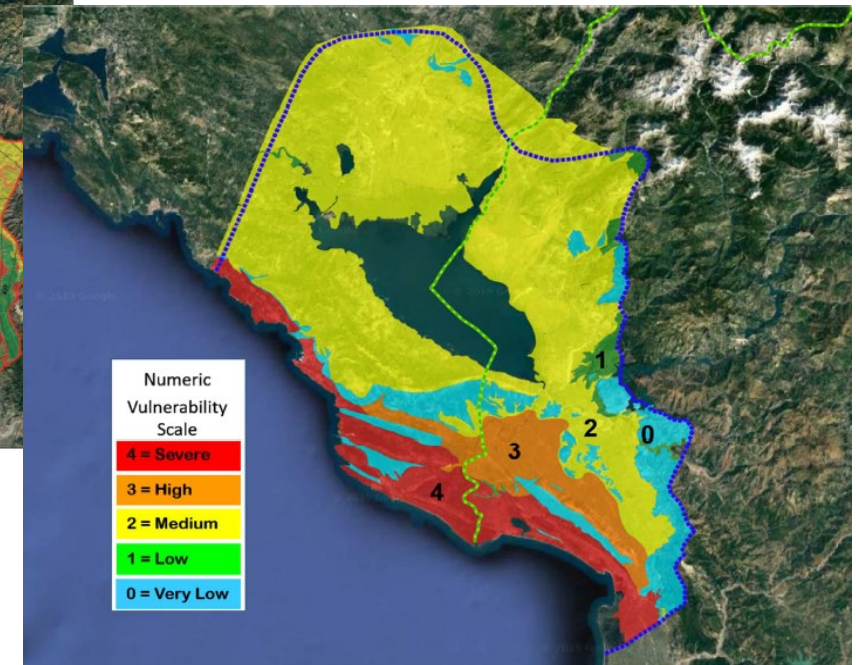 1
2
0
3
4
Numeric
Vulnerability
Scale
4 = Severe
3 = High
2 = Medium
1 = Low
0 = Very Low